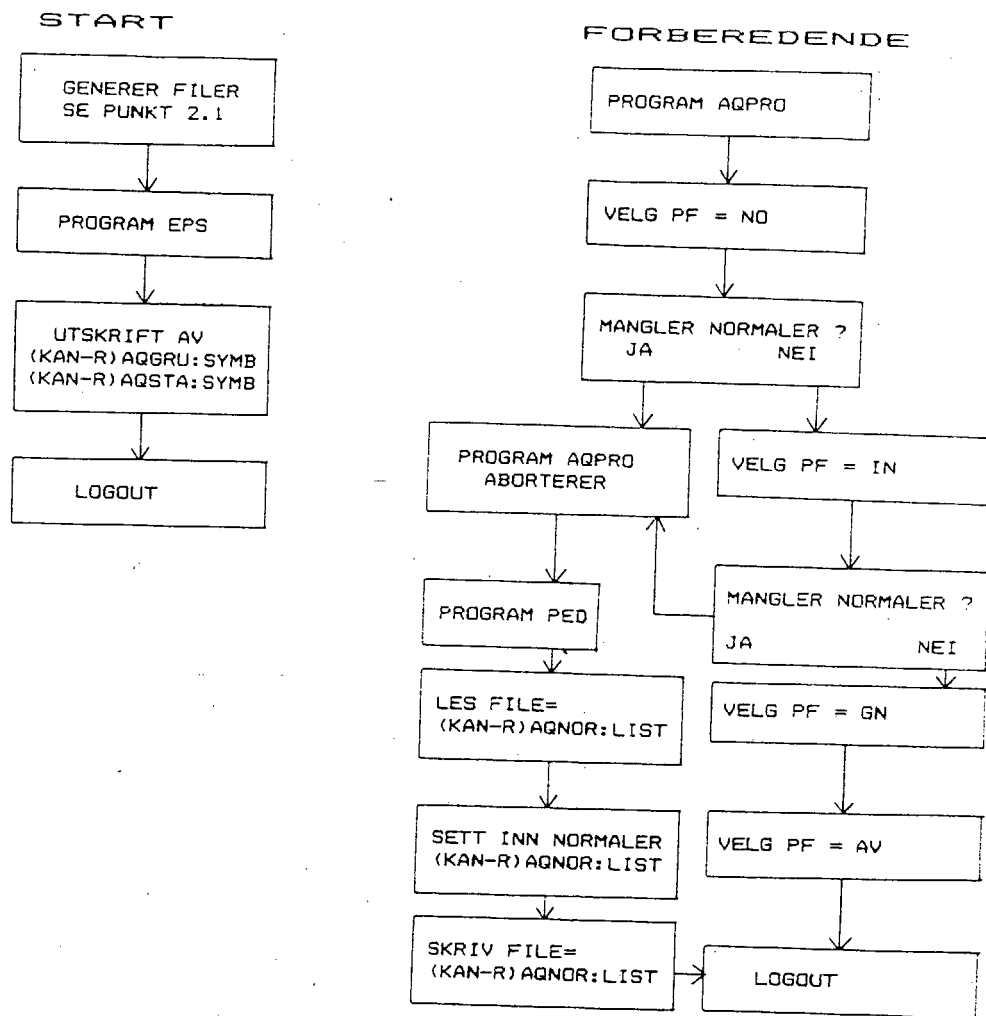 START
GENERER FILER
SE PUNKT 2.1
PROGRAM EPS
UTSKRIFT AV
(KAN-R)AQGRU:SYMB
(KAN-R)AQSTA:SYMB
LOGOUT
FORBEREDENDE
PROGRAM AQPRO
VELG PF = NO
MANGLER NORMALER ?
JA NEI
PROGRAM AQPRO
ABORTERER
PROGRAM PED
LES FILE=
(KAN-R)AQNOR:LIST
SETT INN NORMALER
(KAN-R)AQNOR:LIST
SKRIV FILE=
(KAN-R)AQNOR:LIST
VELG PF = IN
MANGLER NORMALER ?
JA NEI
VELG PF = GN
VELG PF = AV
LOGOUT